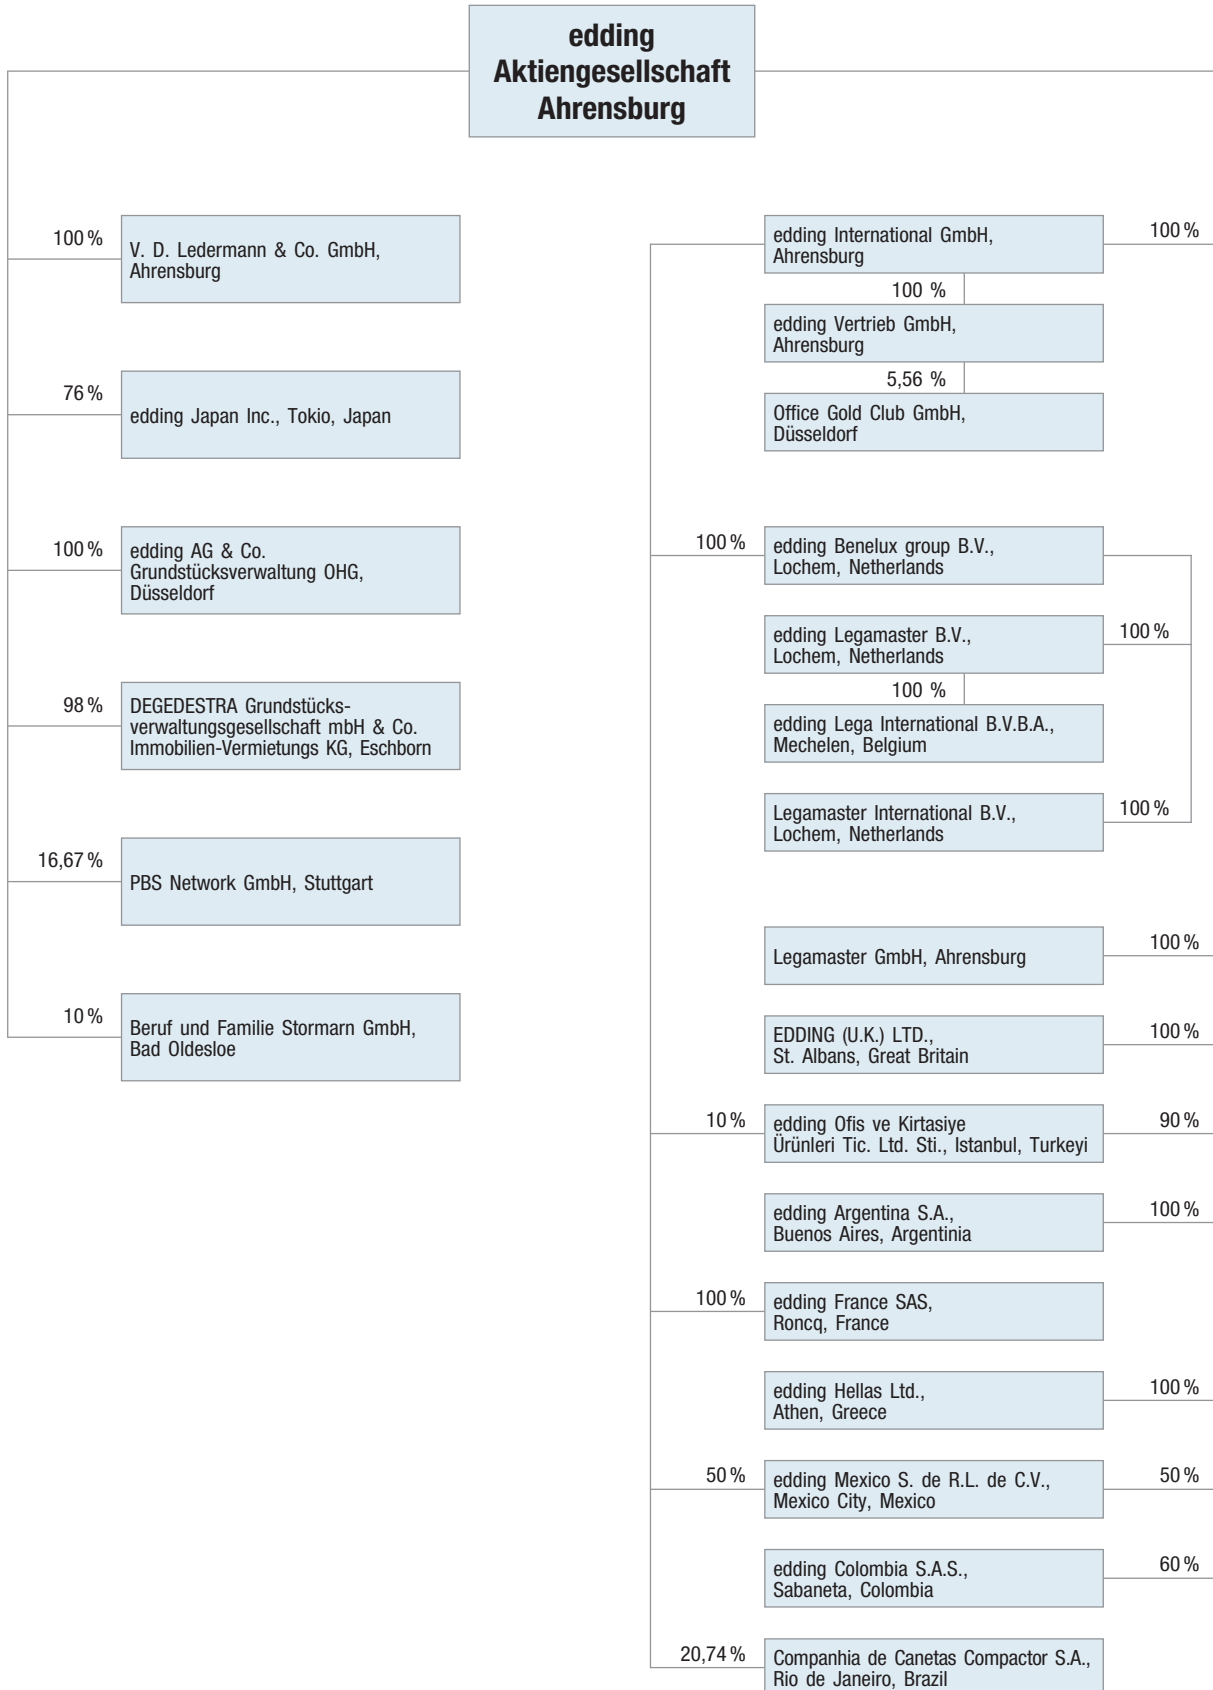 edding
Aktiengesellschaft
Ahrensburg
100 %
V. D. Ledermann & Co. GmbH,
Ahrensburg
76 %
edding Japan Inc., Tokio, Japan
100 %
edding AG & Co.
Grundstücksverwaltung OHG,
Düsseldorf
98 %
DEGEDESTRA Grundstücks-
verwaltungsgesellschaft mbH & Co.
Immobilien-Vermietungs KG, Eschborn
16,67 %
PBS Network GmbH, Stuttgart
10 %
Beruf und Familie Stormarn GmbH,
Bad Oldesloe
edding International GmbH,
Ahrensburg
100 %
100 %
edding Vertrieb GmbH,
Ahrensburg
5,56 %
Office Gold Club GmbH,
Düsseldorf
100 %
edding Benelux group B.V.,
Lochem, Netherlands
edding Legamaster B.V.,
Lochem, Netherlands
100 %
100 %
edding Lega International B.V.B.A.,
Mechelen, Belgium
Legamaster International B.V.,
Lochem, Netherlands
100 %
Legamaster GmbH, Ahrensburg
100 %
EDDING (U.K.) LTD.,
St. Albans, Great Britain
100 %
10 %
edding Ofis ve Kirtasiye
Ürünleri Tic. Ltd. Sti., Istanbul, Turkeyi
90 %
edding Argentina S.A.,
Buenos Aires, Argentinia
100 %
100 %
edding France SAS,
Roncq, France
edding Hellas Ltd.,
Athen, Greece
100 %
50 %
edding Mexico S. de R.L. de C.V.,
Mexico City, Mexico
50 %
edding Colombia S.A.S.,
Sabaneta, Colombia
60 %
20,74 %
Companhia de Canetas Compactor S.A.,
Rio de Janeiro, Brazil